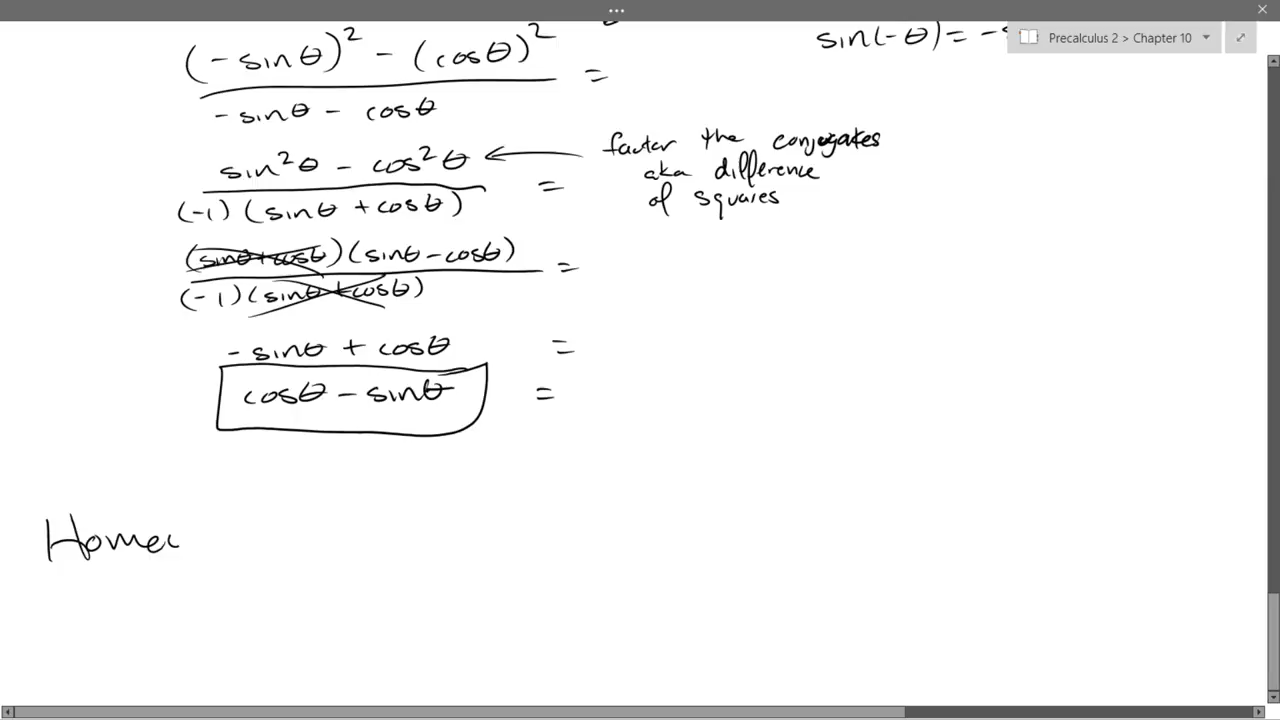 Precalculus 2 > Chapter 10
sin(-θ) = -
(-sinθ)² - (cosθ)² =
-sinθ - cosθ
sin²θ - cos²θ =
(-1)(sinθ + cosθ)
factor the conjugates
aka difference
of squares
(sinθ+cosθ)(sinθ-cosθ) =
(-1)(sinθ+cosθ)
-sinθ + cosθ =
cosθ - sinθ =